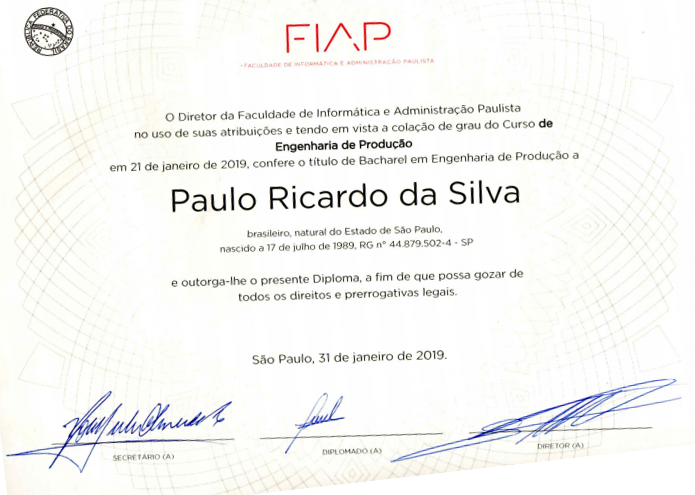 REPÚBLICA FEDERATIVA DO BRASIL
FIAP
FACULDADE DE INFORMÁTICA E ADMINISTRAÇÃO PAULISTA
O Diretor da Faculdade de Informática e Administração Paulista
no uso de suas atribuições e tendo em vista a colação de grau do Curso de
Engenharia de Produção
em 21 de janeiro de 2019, confere o título de Bacharel em Engenharia de Produção a
Paulo Ricardo da Silva
brasileiro, natural do Estado de São Paulo,
nascido a 17 de julho de 1989, RG n° 44.879.502-4 - SP
e outorga-lhe o presente Diploma, a fim de que possa gozar de
todos os direitos e prerrogativas legais.
São Paulo, 31 de janeiro de 2019.
SECRETÁRIO (A)
DIPLOMADO (A)
DIRETOR (A)